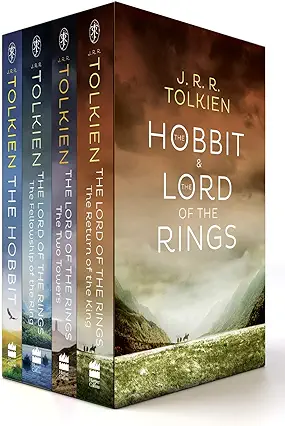 J. R. R.
TOLKIEN
THE
HOBBIT
&
THE
LORD
OF THE
RINGS
J.R.R.
TOLKIEN THE HOBBIT
J.R.R.
TOLKIEN
THE LORD OF THE RINGS
The Fellowship of the Ring
J.R.R.
TOLKIEN
THE LORD OF THE RINGS
The Two Towers
J.R.R.
TOLKIEN
THE LORD OF THE RINGS
The Return of the King